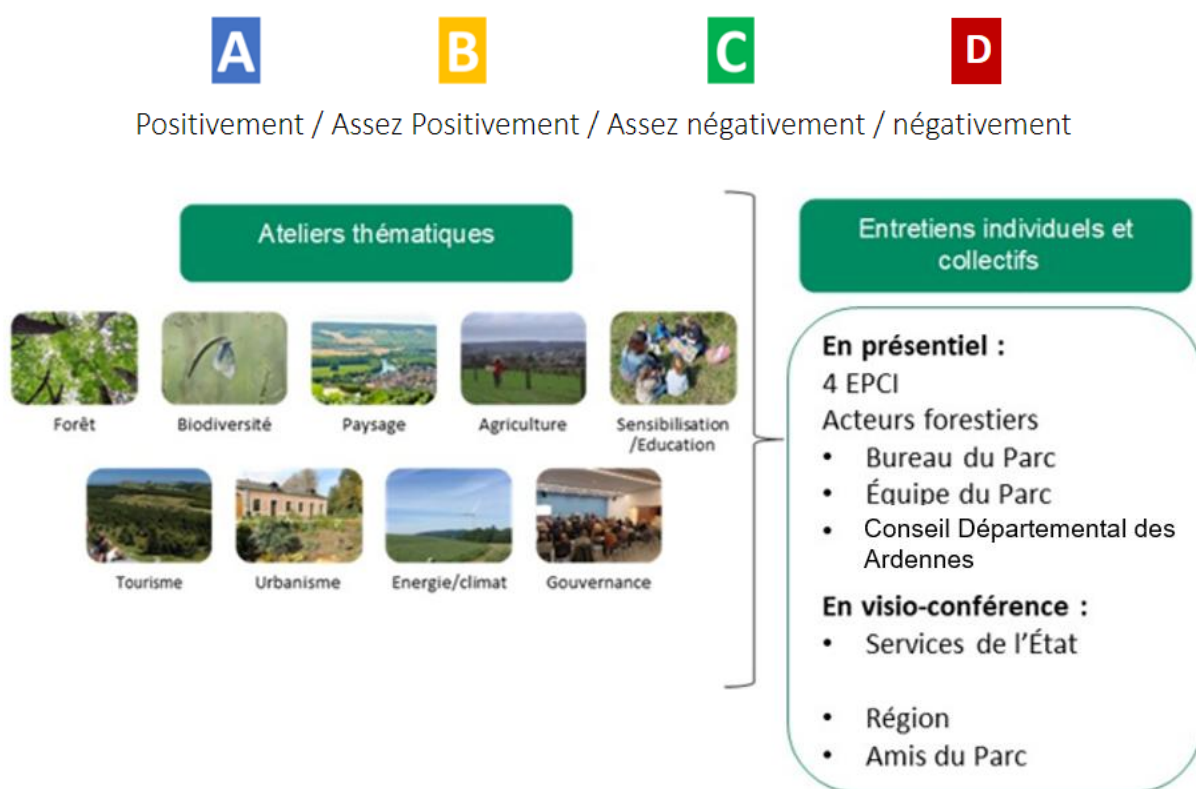 A B C D
Positivement / Assez Positivement / Assez négativement / négativement
Ateliers thématiques
Forêt
Biodiversité
Paysage
Agriculture
Sensibilisation
/Education
Tourisme
Urbanisme
Energie/climat
Gouvernance
Entretiens individuels et
collectifs
En présentiel :
4 EPCI
Acteurs forestiers
• Bureau du Parc
• Équipe du Parc
• Conseil Départemental des
Ardennes
En visio-conférence :
• Services de l'État
• Région
• Amis du Parc